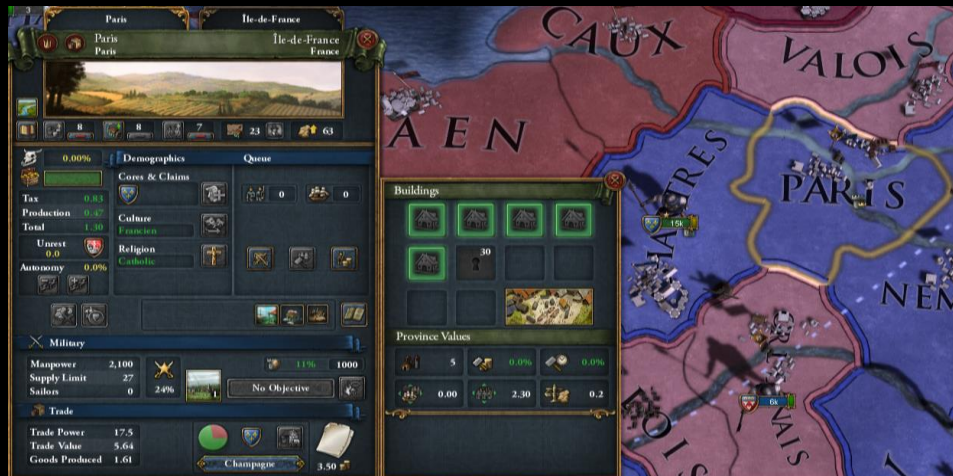 3
Paris
Île-de-France
Paris
Île-de-France
Paris
France
8
8
7
23
63
0.00%
Demographics
Queue
Cores & Claims
0
0
Tax 0.83
Production 0.47
Total 1.30
Culture
Francien
Unrest
0.0
Religion
Catholic
Autonomy 0.0%
Military
Manpower 2,100
Supply Limit 27
Sailors 0
24%
1
11%
1000
No Objective
Trade
Trade Power 17.5
Trade Value 5.64
Goods Produced 1.61
Champagne
3.50
Buildings
30
Province Values
5
0.0%
0.0%
0.00
2.30
0.2
CAUX
VALOIS
AEN
TRES
PARIS
15k
NEM
6k
NAIS
OIS